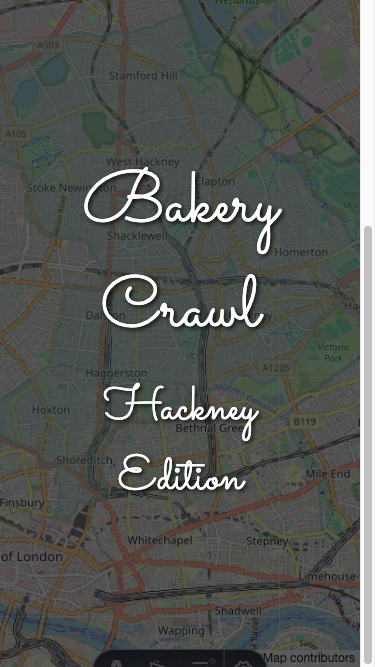 Wetlands
A503
Stamford Hill
A105
West Hackney
Clapton
Stoke Newington
Bakery
Shacklewell
Homerton
Crawl
Victoria
Park
Haggerston
A1205
Hackney
Hoxton
B119
Bethnal Green
Shoreditch
Edition
Mile End
Finsbury
Whitechapel
Stepney
of London
Limehouse
Shadwell
Wapping
Map contributors